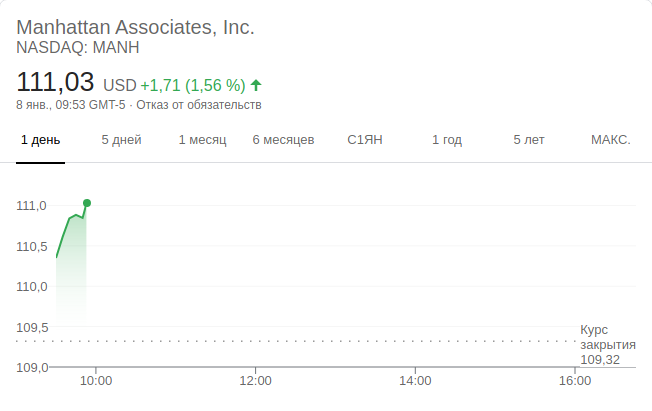 Manhattan Associates, Inc.
NASDAQ: MANH
111,03 USD +1,71 (1,56 %)
8 янв., 09:53 GMT-5 · Отказ от обязательств
1 день 5 дней 1 месяц 6 месяцев С1ЯН 1 год 5 лет МАКС.
111,0
110,5
110,0
109,5
109,0
Курс
закрытия
109,32
10:00 12:00 14:00 16:00